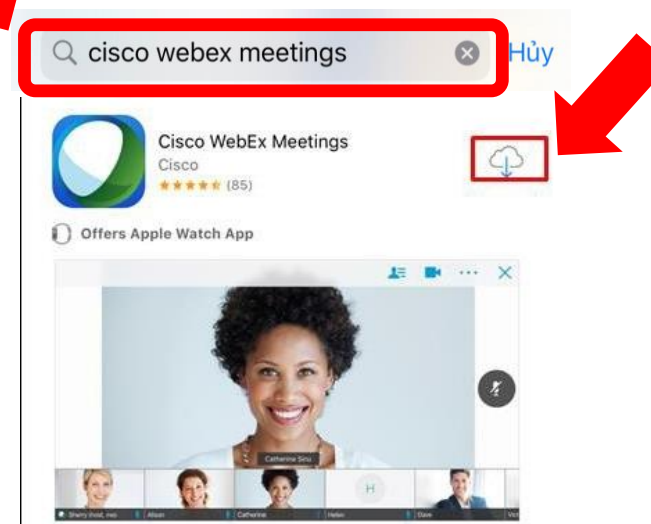 cisco webex meetings
Hủy
Cisco WebEx Meetings
Cisco
(85)
Offers Apple Watch App
Catherine Sinu
H
Alison
Catherine
Helen
Dave